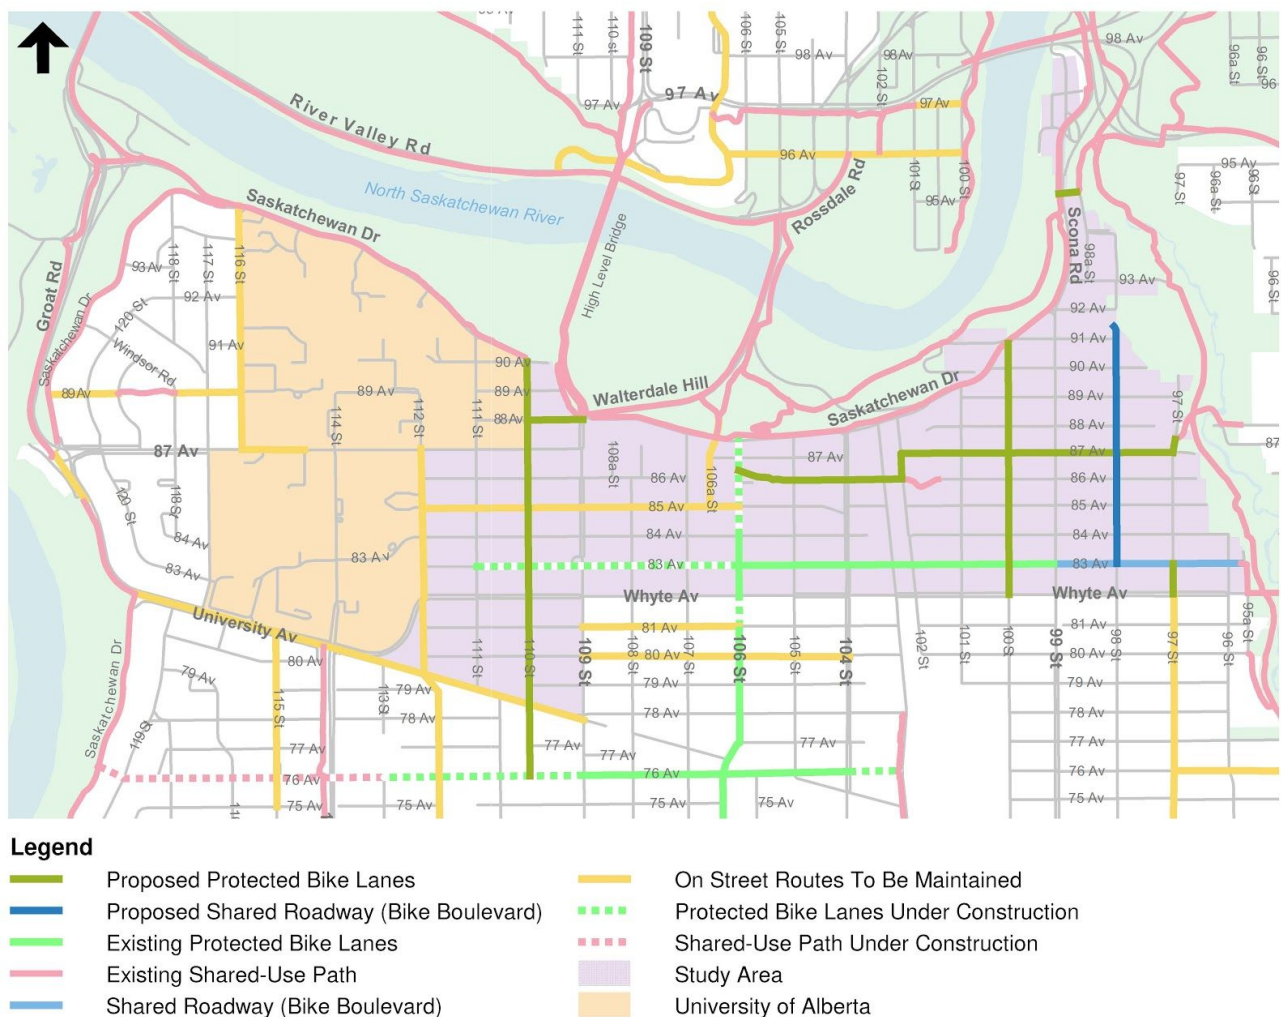 111 St
110 st
109 St
106 St
105 St
98 Av
98 Av
102 St
98 Av
96a St
96 St
96
97 Av
97 Av
97 Av
River Valley Rd
96 Av
101 St
100 St
95 Av
95 Av
97 St
96a St
96 St
Rossdale Rd
North Saskatchewan River
Saskatchewan Dr
High Level Bridge
Scona Rd
98a St
93 Av
96 St
92 Av
118 St
117 St
116 St
93 Av
92 Av
120 St
Groat Rd
Saskatchewan Dr
Windsor Rd
91 Av
91 Av
90 Av
90 Av
89 Av
89 Av
89 Av
89 Av
88 Av
88 Av
Walterdale Hill
Saskatchewan Dr
97 St
114 St
112 St
111 St
87 Av
87 Av
87 Av
87
108a St
86 Av
106a St
86 Av
85 Av
85 Av
120 St
118 St
84 Av
84 Av
84 Av
83 Av
83 Av
83 Av
83 Av
Whyte Av
Whyte Av
University Av
81 Av
81 Av
95a St
80 Av
80 Av
80 Av
111 St
110 St
109 St
108 St
107 St
106 St
105 St
104 St
102 St
101 St
100 St
99 St
98 St
97 St
96 St
79 Av
79 Av
79 Av
79 Av
115 St
113 St
78 Av
78 Av
78 Av
Saskatchewan Dr
119 St
77 Av
77 Av
77 Av
77 Av
77 Av
76 Av
76 Av
76 Av
75 Av
75 Av
75 Av
75 Av
75 Av
Legend
Proposed Protected Bike Lanes
On Street Routes To Be Maintained
Proposed Shared Roadway (Bike Boulevard)
Protected Bike Lanes Under Construction
Existing Protected Bike Lanes
Shared-Use Path Under Construction
Existing Shared-Use Path
Study Area
Shared Roadway (Bike Boulevard)
University of Alberta